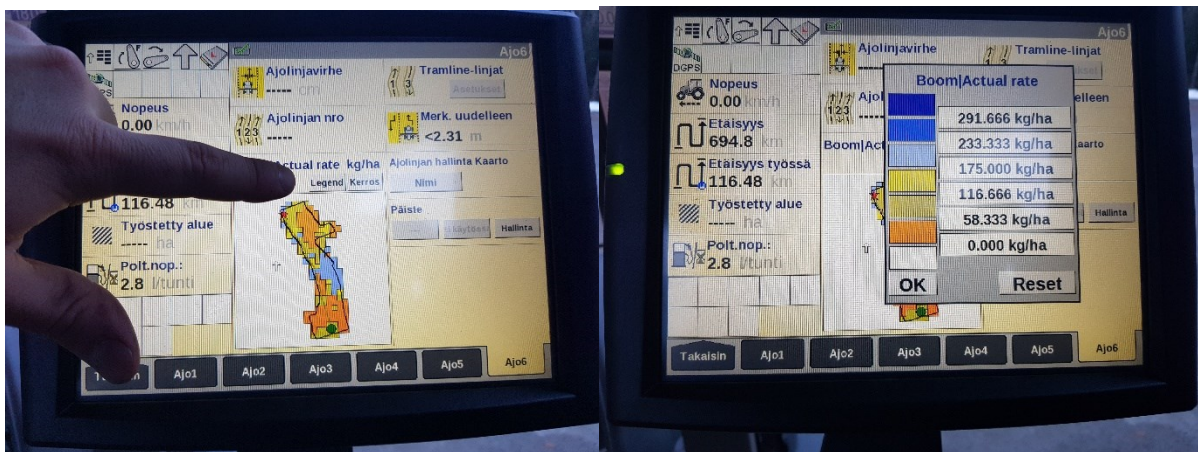 Ajo6
GPS
Nopeus
0.00 km/h
116.48 km
Työstetty alue
----- ha
Polt.nop.:
2.8 l/tunti
Ajolinjavirhe
----- cm
Tramline-linjat
Asetukset
Ajolinjan nro
-----
Merk. uudelleen
<2.31 m
Actual rate kg/ha
Legend Kerros
Ajolinjan hallinta Kaarto
Nimi
Päiste
Hallinta
Ajo1
Ajo2
Ajo3
Ajo4
Ajo5
Ajo6
Ajo6
DGPS
Nopeus
0.00 km/h
Etäisyys
694.8 km
Etäisyys työssä
116.48 km
Työstetty alue
----- ha
Polt.nop.:
2.8 l/tunti
Ajolinjavirhe
Tramline-linjat
Boom|Actual rate
291.666 kg/ha
233.333 kg/ha
175.000 kg/ha
116.666 kg/ha
58.333 kg/ha
0.000 kg/ha
OK
Reset
Hallinta
Takaisin
Ajo1
Ajo2
Ajo3
Ajo4
Ajo5
Ajo6